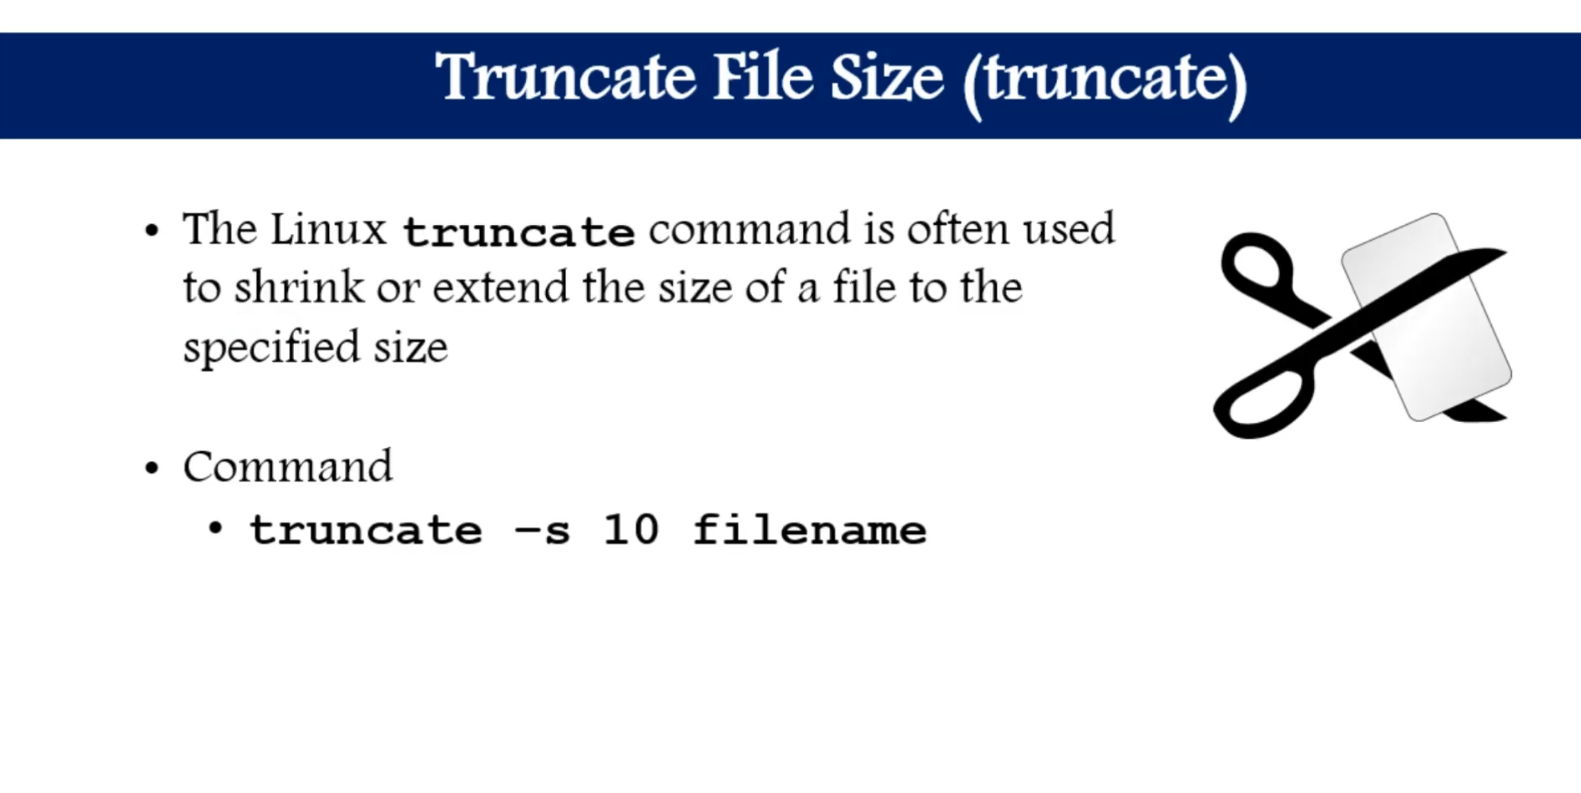 Truncate File Size (truncate)
• The Linux truncate command is often used
to shrink or extend the size of a file to the
specified size
• Command
• truncate –s 10 filename